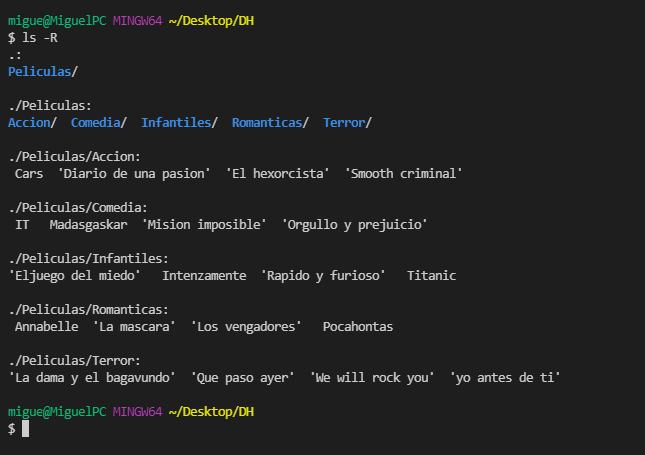 migue@MiguelPC MINGW64 ~/Desktop/DH
$ ls -R
.:
Peliculas/

./Peliculas:
Accion/  Comedia/  Infantiles/  Romanticas/  Terror/

./Peliculas/Accion:
 Cars  'Diario de una pasion'  'El hexorcista'  'Smooth criminal'

./Peliculas/Comedia:
 IT   Madasgaskar  'Mision imposible'  'Orgullo y prejuicio'

./Peliculas/Infantiles:
'Eljuego del miedo'   Intenzamente  'Rapido y furioso'   Titanic

./Peliculas/Romanticas:
 Annabelle  'La mascara'  'Los vengadores'   Pocahontas

./Peliculas/Terror:
'La dama y el bagavundo'  'Que paso ayer'  'We will rock you'  'yo antes de ti'

migue@MiguelPC MINGW64 ~/Desktop/DH
$